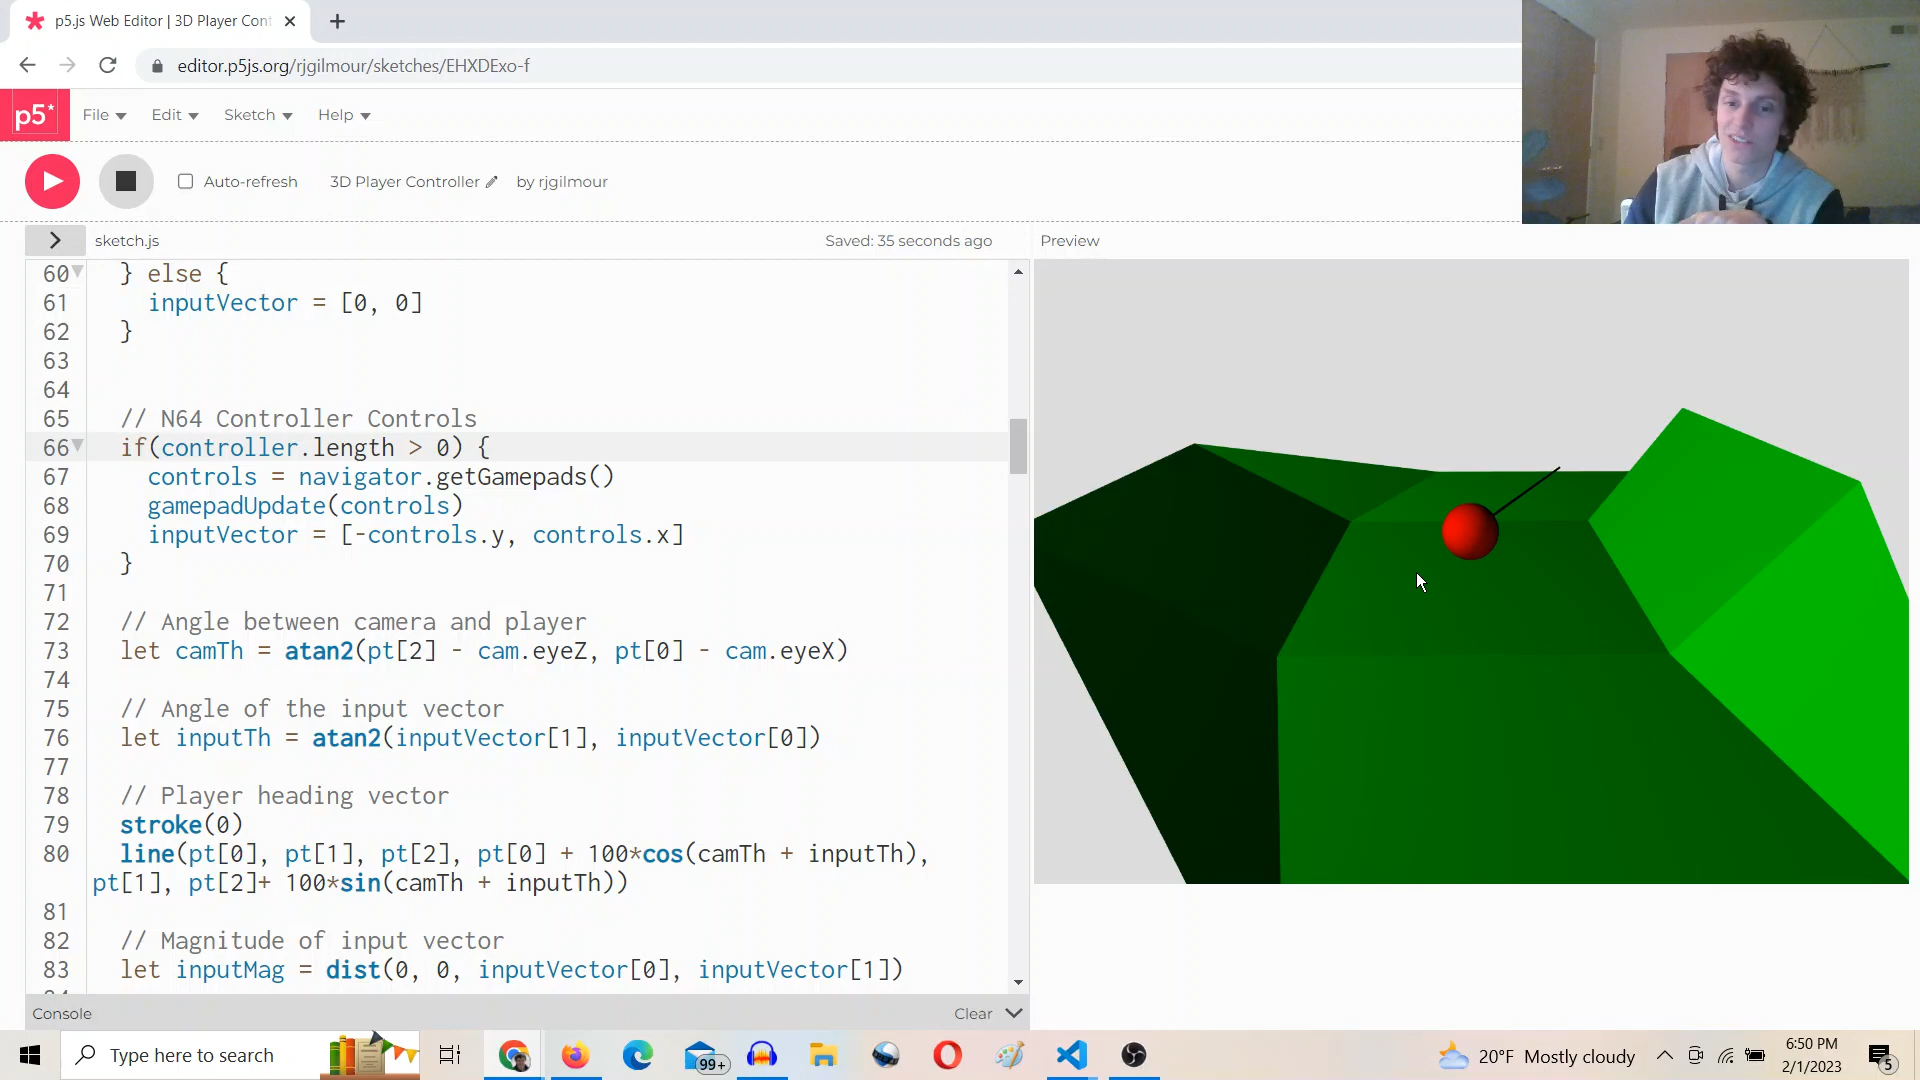 p5.js Web Editor | 3D Player Cont
editor.p5js.org/rjgilmour/sketches/EHXDExo-f
p5* File Edit Sketch Help
Auto-refresh 3D Player Controller by rjgilmour
sketch.js Saved: 35 seconds ago Preview
60 } else {
61 inputVector = [0, 0]
62 }
63
64
65 // N64 Controller Controls
66 if(controller.length > 0) {
67 controls = navigator.getGamepads()
68 gamepadUpdate(controls)
69 inputVector = [-controls.y, controls.x]
70 }
71
72 // Angle between camera and player
73 let camTh = atan2(pt[2] - cam.eyeZ, pt[0] - cam.eyeX)
74
75 // Angle of the input vector
76 let inputTh = atan2(inputVector[1], inputVector[0])
77
78 // Player heading vector
79 stroke(0)
80 line(pt[0], pt[1], pt[2], pt[0] + 100*cos(camTh + inputTh),
pt[1], pt[2]+ 100*sin(camTh + inputTh))
81
82 // Magnitude of input vector
83 let inputMag = dist(0, 0, inputVector[0], inputVector[1])
Console Clear
Type here to search 99+ 20°F Mostly cloudy 6:50 PM
2/1/2023 5